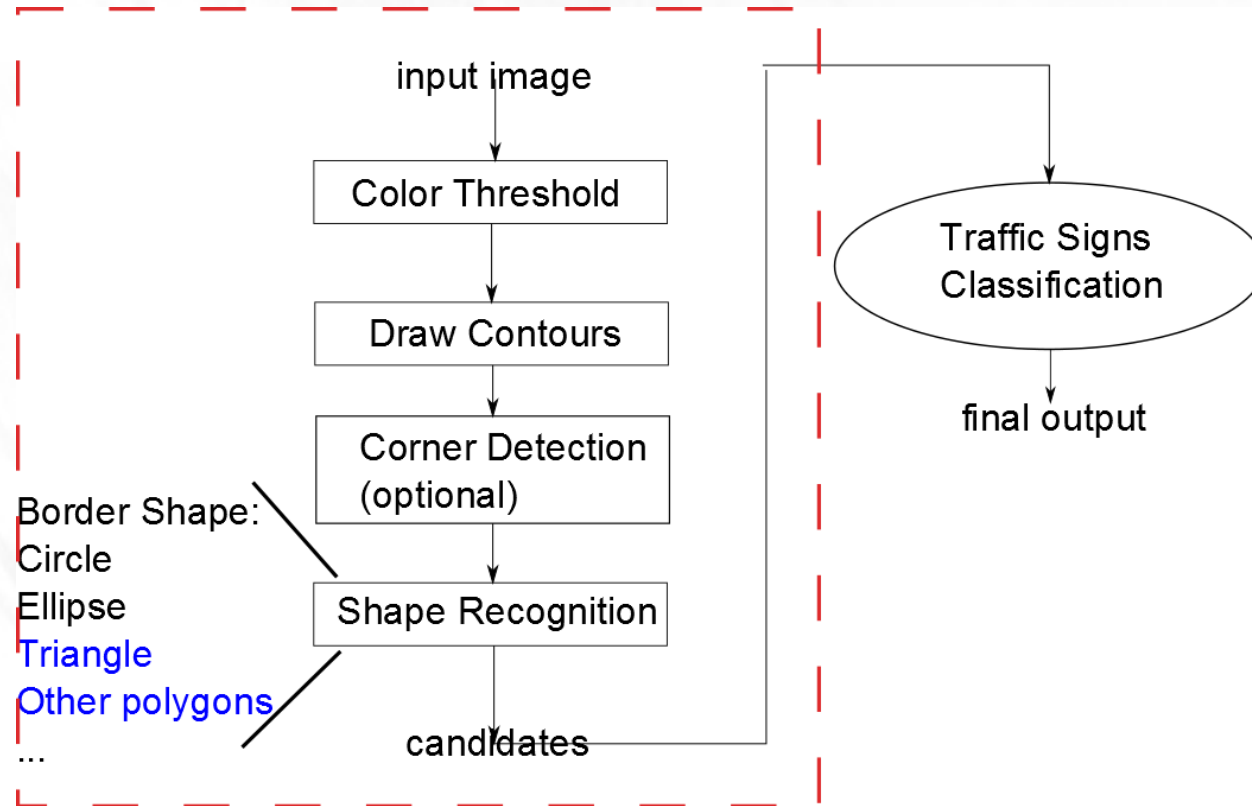 input image
Color Threshold
Draw Contours
Corner Detection
(optional)
Border Shape:
Circle
Ellipse
Triangle
Other polygons
...
Shape Recognition
candidates
Traffic Signs
Classification
final output